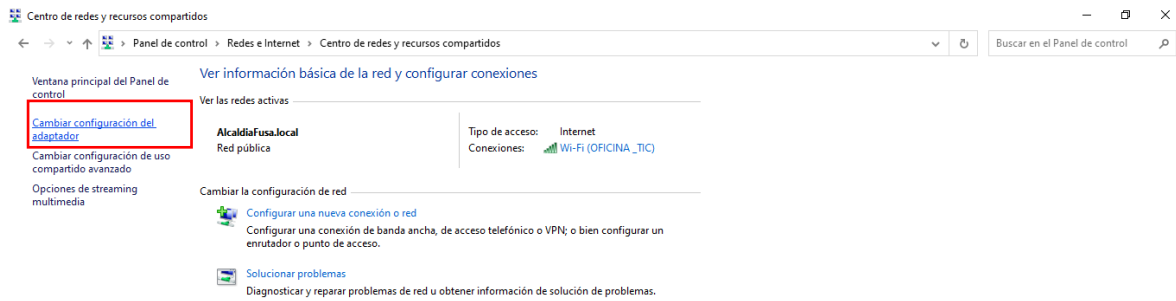 Centro de redes y recursos compartidos
Panel de control > Redes e Internet > Centro de redes y recursos compartidos
Buscar en el Panel de control
Ventana principal del Panel de
control
Cambiar configuración del
adaptador
Cambiar configuración de uso
compartido avanzado
Opciones de streaming
multimedia
Ver información básica de la red y configurar conexiones
Ver las redes activas
AlcaldiaFusa.local
Red pública
Tipo de acceso: Internet
Conexiones: Wi-Fi (OFICINA _TIC)
Cambiar la configuración de red
Configurar una nueva conexión o red
Configurar una conexión de banda ancha, de acceso telefónico o VPN; o bien configurar un
enrutador o punto de acceso.
Solucionar problemas
Diagnosticar y reparar problemas de red u obtener información de solución de problemas.